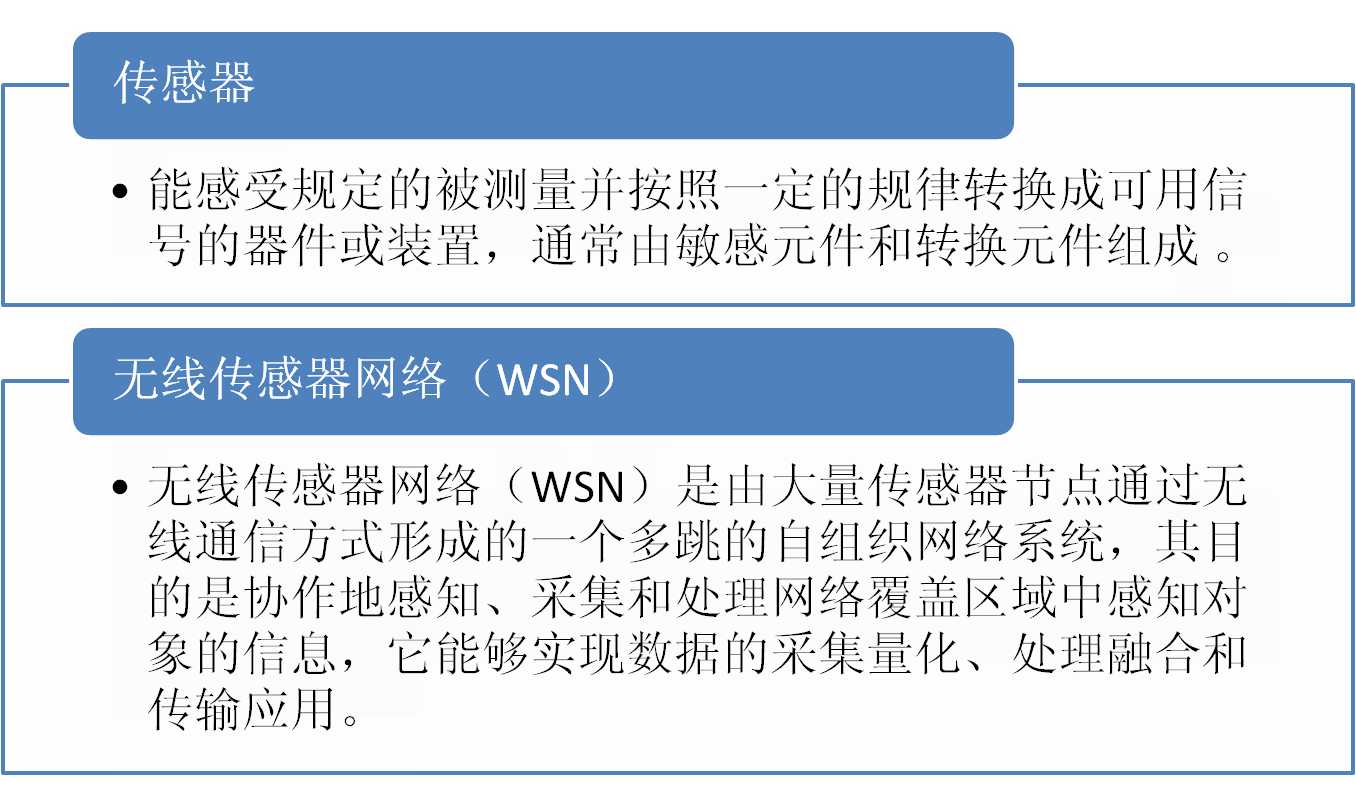 传感器
• 能感受规定的被测量并按照一定的规律转换成可用信
号的器件或装置，通常由敏感元件和转换元件组成 。
无线传感器网络（WSN）
• 无线传感器网络（WSN）是由大量传感器节点通过无
线通信方式形成的一个多跳的自组织网络系统，其目
的是协作地感知、采集和处理网络覆盖区域中感知对
象的信息，它能够实现数据的采集量化、处理融合和
传输应用。